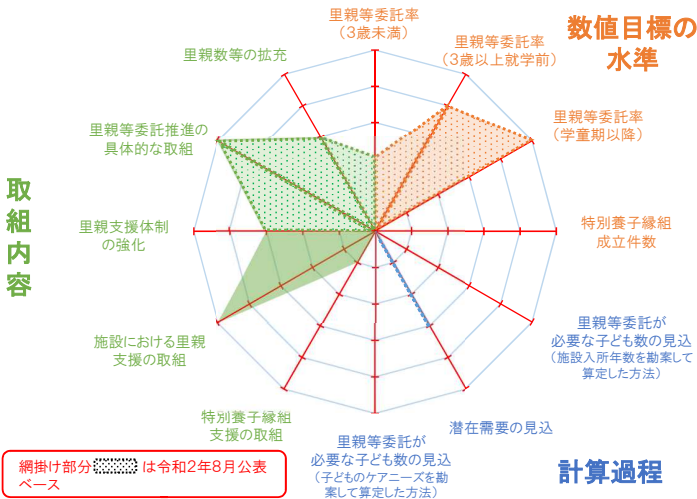 里親等委託率
（3歳未満）
里親等委託率
（3歳以上就学前）
数値目標の
水準
里親等委託率
（学童期以降）
特別養子縁組
成立件数
里親等委託が
必要な子ども数の見込
（施設入所年数を勘案して
算定した方法）
潜在需要の見込
計算過程
里親等委託が
必要な子ども数の見込
（子どものケアニーズを勘
案して算定した方法）
特別養子縁組
支援の取組
施設における里親
支援の取組
里親支援体制
の強化
里親等委託推進の
具体的な取組
里親数等の拡充
取組内容
網掛け部分 は令和2年8月公表
ベース